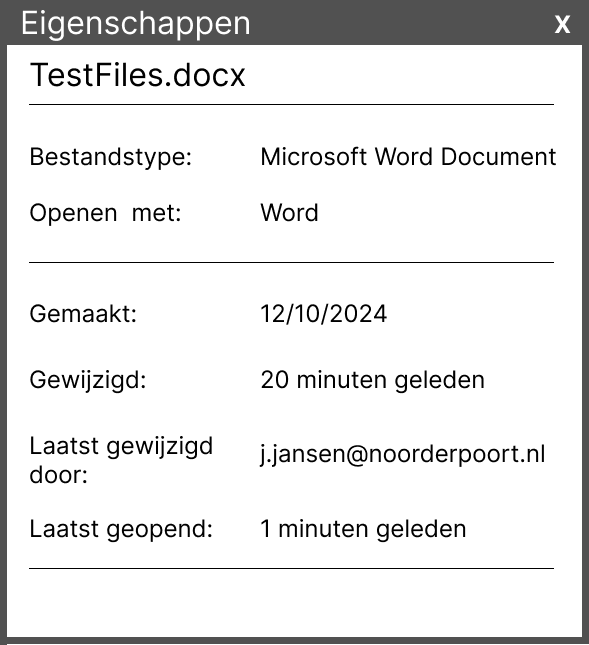 Eigenschappen X
TestFiles.docx
Bestandstype: Microsoft Word Document
Openen met: Word
Gemaakt: 12/10/2024
Gewijzigd: 20 minuten geleden
Laatst gewijzigd
door: j.jansen@noorderpoort.nl
Laatst geopend: 1 minuten geleden